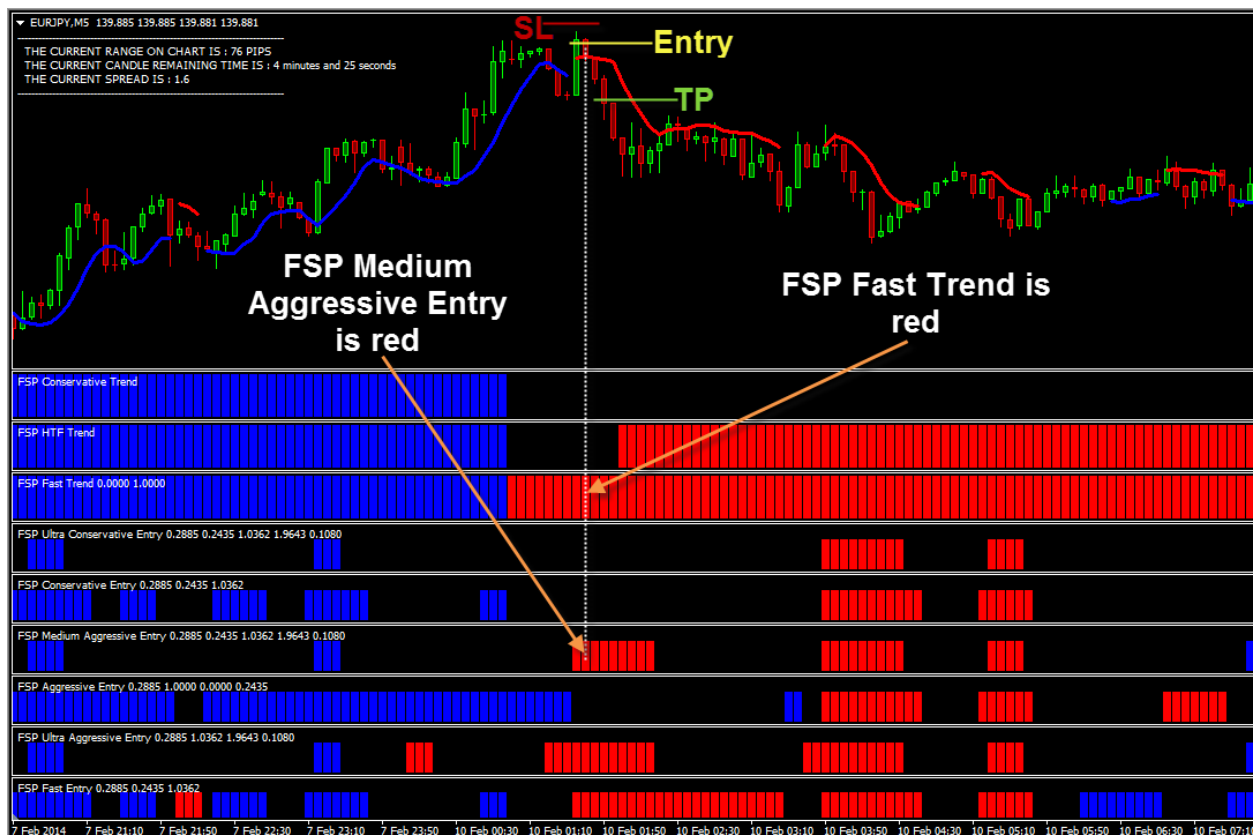 EURJPY,M5 139.885 139.885 139.881 139.881
THE CURRENT RANGE ON CHART IS : 76 PIPS
THE CURRENT CANDLE REMAINING TIME IS : 4 minutes and 25 seconds
THE CURRENT SPREAD IS : 1.6
SL
Entry
TP
FSP Medium
Aggressive Entry
is red
FSP Fast Trend is
red
FSP Conservative Trend
FSP HTF Trend
FSP Fast Trend 0.0000 1.0000
FSP Ultra Conservative Entry 0.2885 0.2435 1.0362 1.9643 0.1080
FSP Conservative Entry 0.2885 0.2435 1.0362
FSP Medium Aggressive Entry 0.2885 0.2435 1.0362 1.9643 0.1080
FSP Aggressive Entry 0.2885 1.0000 0.0000 0.2435
FSP Ultra Aggressive Entry 0.2885 1.0362 1.9643 0.1080
FSP Fast Entry 0.2885 0.2435 1.0362
7 Feb 2014 7 Feb 21:10 7 Feb 21:50 7 Feb 22:30 7 Feb 23:10 7 Feb 23:50 10 Feb 00:30 10 Feb 01:10 10 Feb 01:50 10 Feb 02:30 10 Feb 03:10 10 Feb 03:50 10 Feb 04:30 10 Feb 05:10 10 Feb 05:50 10 Feb 06:30 10 Feb